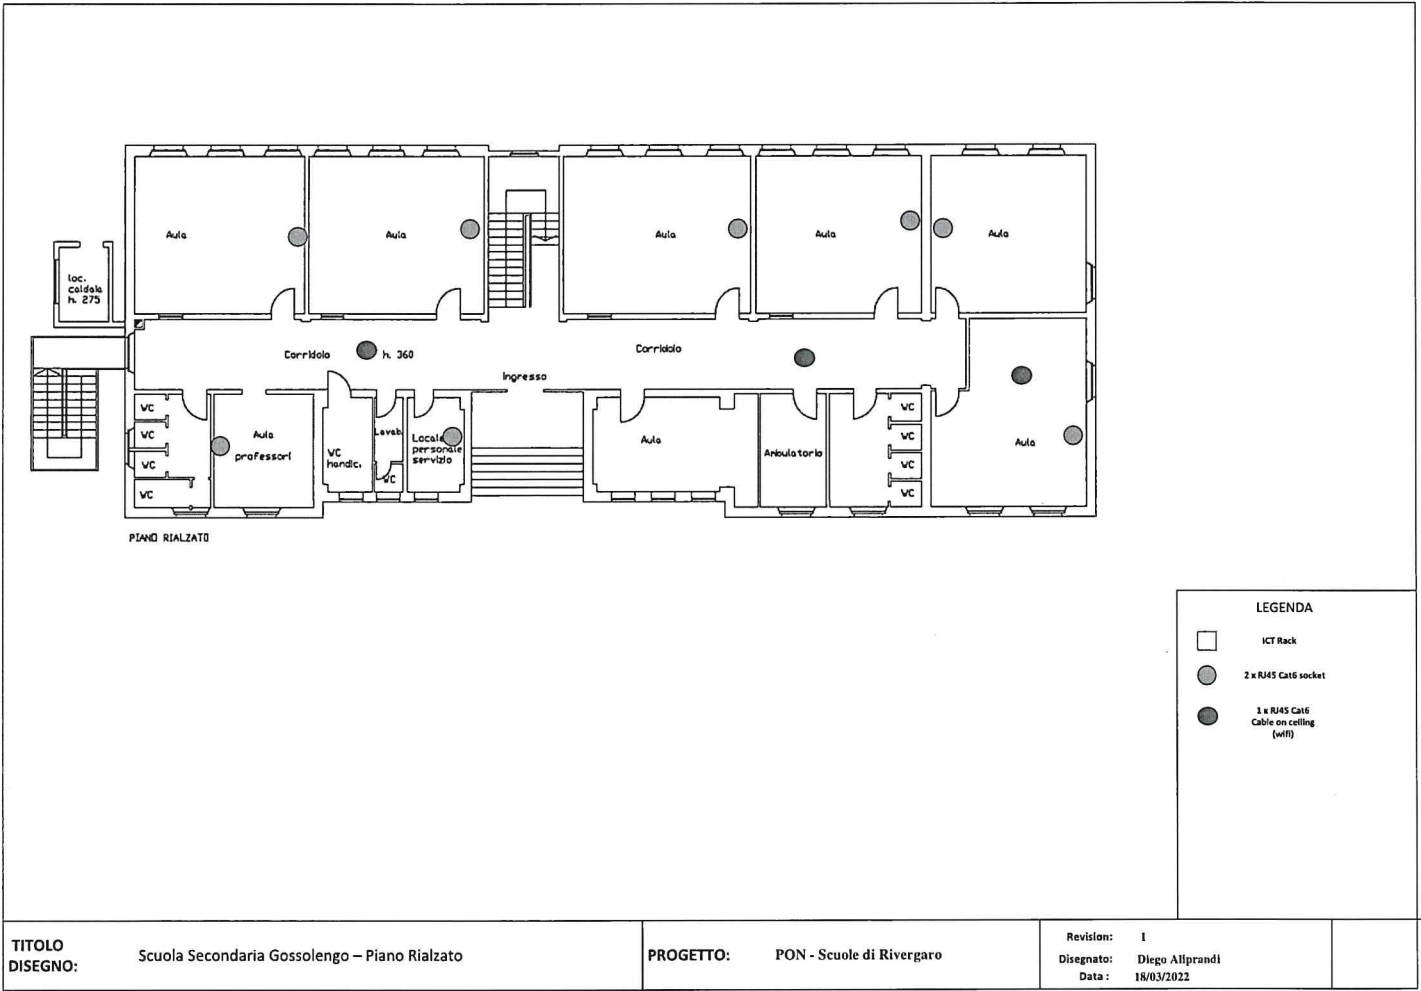 Aula
Aula
Aula
Aula
Aula
loc.
caldaia
h. 275
Corridoio
h. 360
Corridoio
Ingresso
WC
WC
WC
WC
Aula
professori
WC
handic.
Lavab.
WC
Locale
personale
servizio
Aula
Ambulatorio
WC
WC
WC
WC
Aula
PIANO RIALZATO
LEGENDA
ICT Rack
2 x RJ45 Cat6 socket
1 x RJ45 Cat6
Cable on ceiling
(wifi)
TITOLO
DISEGNO:
Scuola Secondaria Gossolengo – Piano Rialzato
PROGETTO:
PON - Scuole di Rivergaro
Revision: 1
Disegnato: Diego Aliprandi
Data : 18/03/2022